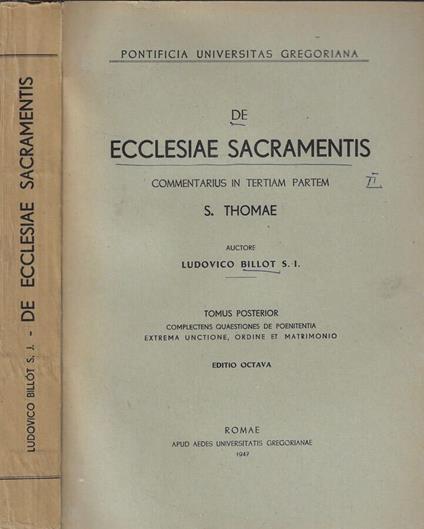 LUDOVICO BILLOT S. J. - DE ECCLESIAE SACRAMENTIS
PONTIFICIA UNIVERSITAS GREGORIANA
DE
ECCLESIAE SACRAMENTIS
COMMENTARIUS IN TERTIAM PARTEM II
S. THOMAE
AUCTORE
LUDOVICO BILLOT S. I.
TOMUS POSTERIOR
COMPLECTENS QUAESTIONES DE POENITENTIA
EXTREMA UNCTIONE, ORDINE ET MATRIMONIO
EDITIO OCTAVA
ROMAE
APUD AEDES UNIVERSITATIS GREGORIANAE
1947